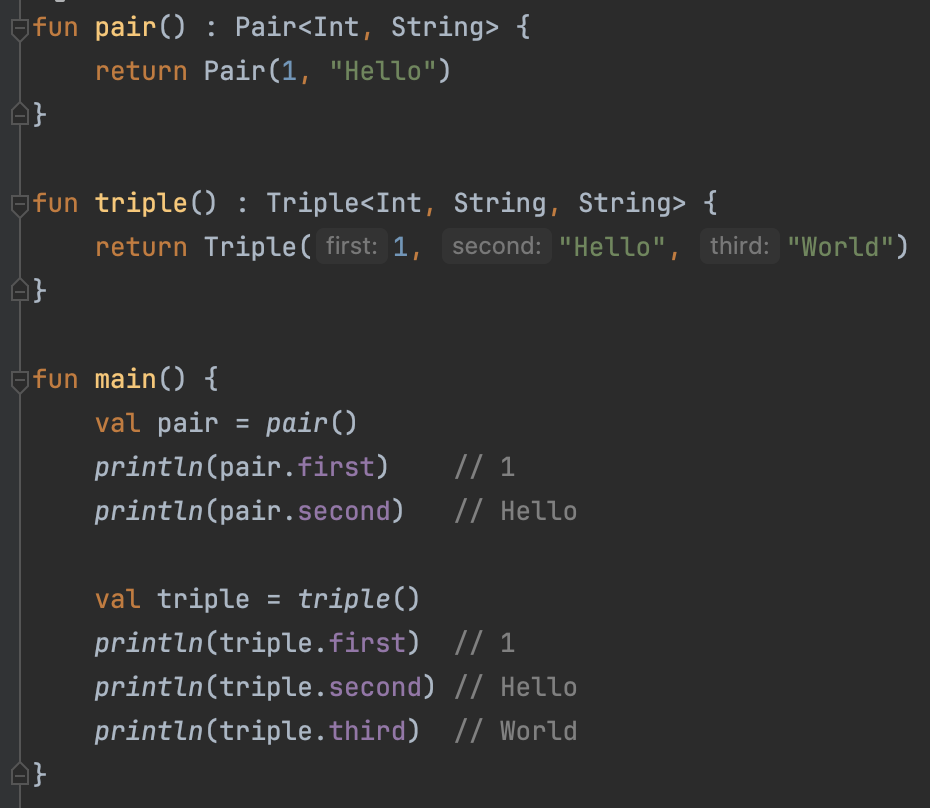 fun pair() : Pair<Int, String> {
    return Pair(1, "Hello")
}
fun triple() : Triple<Int, String, String> {
    return Triple( first: 1, second: "Hello", third: "World")
}
fun main() {
    val pair = pair()
    println(pair.first)    // 1
    println(pair.second)   // Hello
    val triple = triple()
    println(triple.first)  // 1
    println(triple.second) // Hello
    println(triple.third)  // World
}